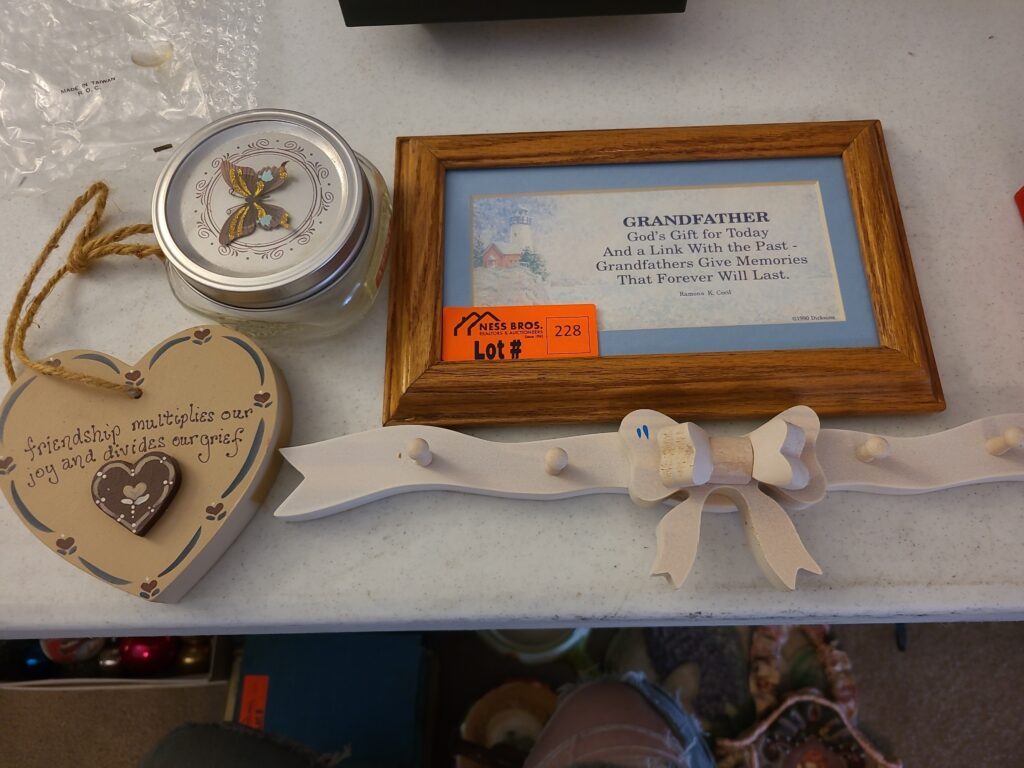 MADE IN TAIWAN
R.O.C.
GRANDFATHER
God's Gift for Today
And a Link With the Past -
Grandfathers Give Memories
That Forever Will Last.
Ramona K. Cecil
©1990 Dicksons
NESS BROS.
REALTORS & AUCTIONEERS
228
Lot #
friendship multiplies our
joy and divides our grief